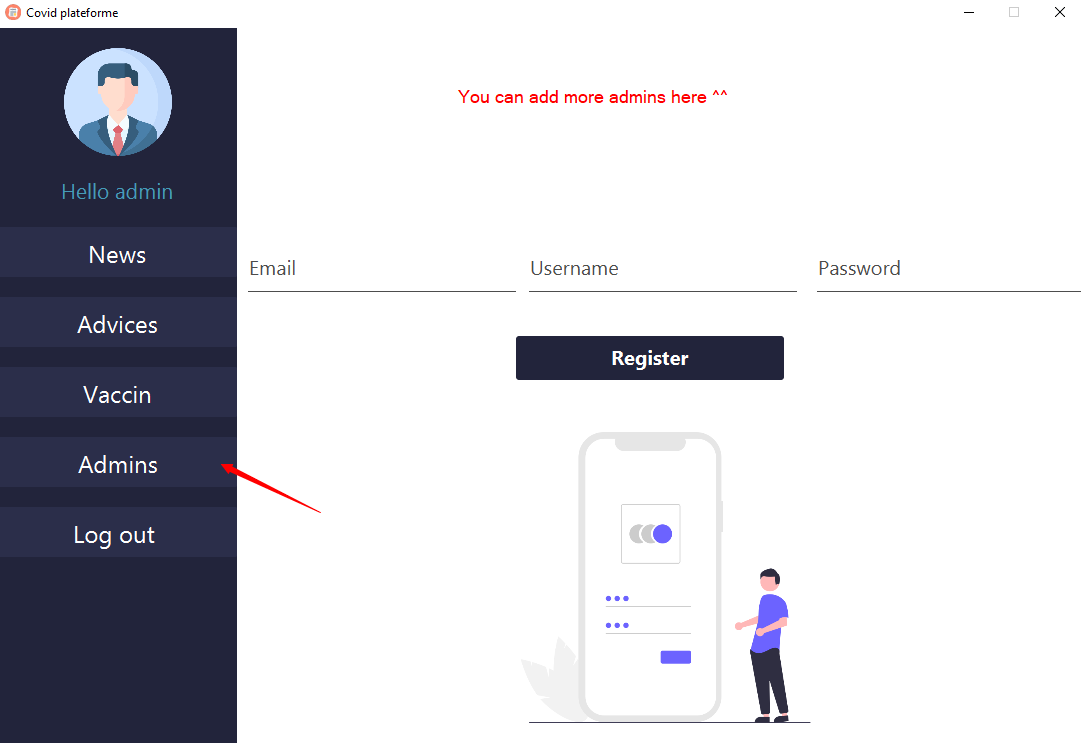 Covid plateforme
You can add more admins here ^^
Hello admin
News
Advices
Vaccin
Admins
Log out
Email
Username
Password
Register